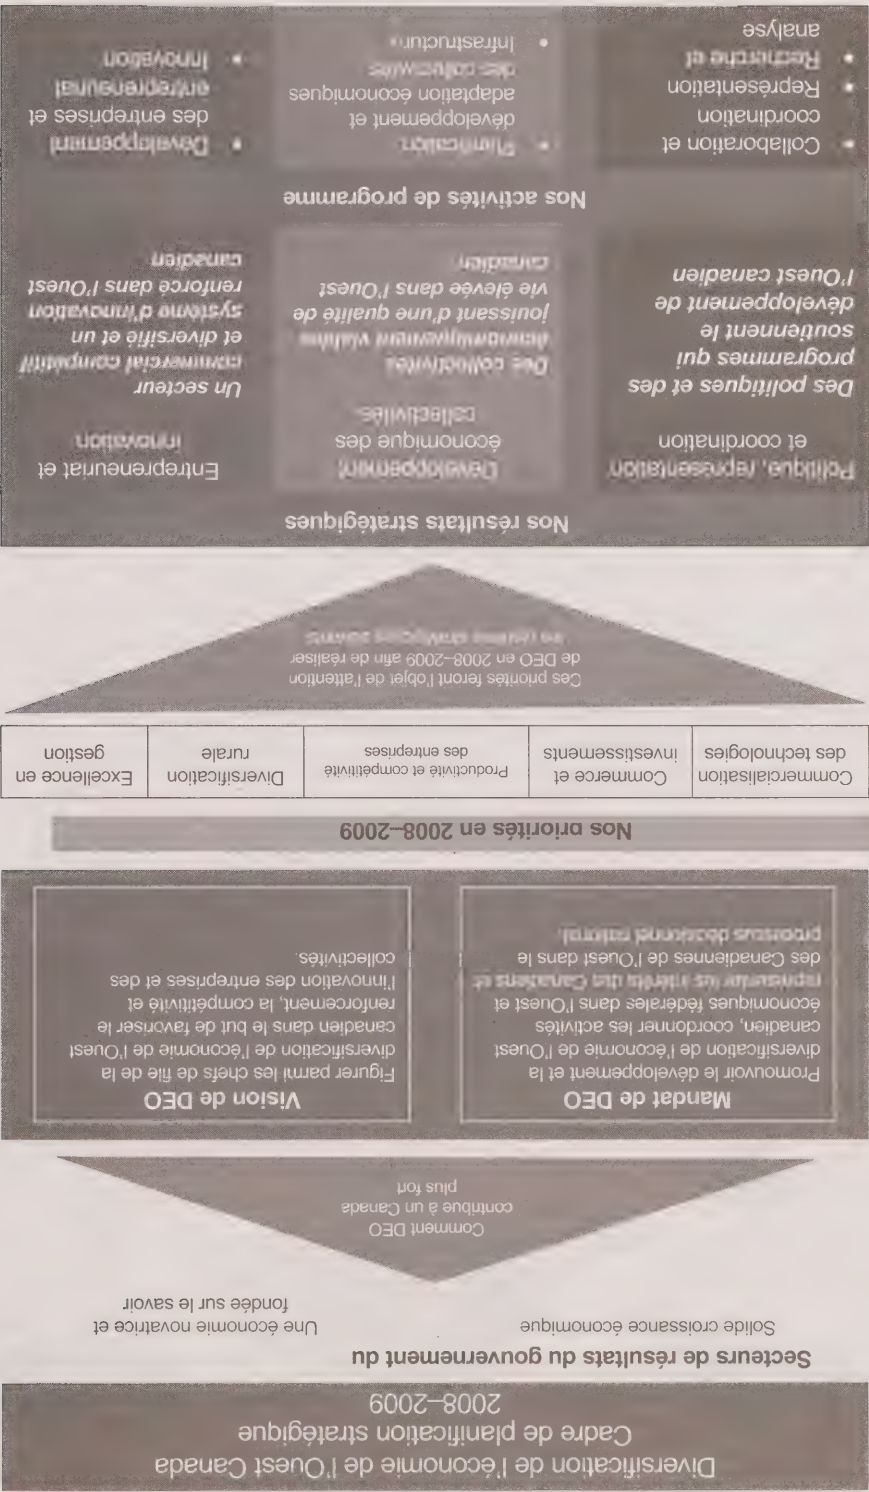 Diversification de l'économie de l'Ouest Canada
Cadre de planification stratégique
2008–2009
Secteurs de résultats du gouvernement du
Solide croissance économique
Une économie novatrice et
fondée sur le savoir
Comment DEO
contribue à un Canada
plus fort
Mandat de DEO
Promouvoir le développement et la
diversification de l'économie de l'Ouest
canadien, coordonner les activités
économiques fédérales dans l'Ouest et
représenter les intérêts des Canadiens et
des Canadiennes de l'Ouest dans le
processus décisionnel national.
Vision de DEO
Figurer parmi les chefs de file de la
diversification de l'économie de l'Ouest
canadien dans le but de favoriser le
renforcement, la compétitivité et
l'innovation des entreprises et des
collectivités.
Nos priorités en 2008–2009
Commercialisation
des technologies
Commerce et
investissements
Productivité et compétitivité
des entreprises
Diversification
rurale
Excellence en
gestion
Ces priorités feront l'objet de l'attention
de DEO en 2008–2009 afin de réaliser
les résultats stratégiques suivants
Nos résultats stratégiques
Politique, représentation
et coordination
Des politiques et des
programmes qui
soutiennent le
développement de
l'Ouest canadien
Développement
économique des
collectivités
Des collectivités
économiquement viables
jouissant d'une qualité de
vie élevée dans l'Ouest
canadien
Entrepreneuriat et
innovation
Un secteur
commercial compétitif
et diversifié et un
système d'innovation
renforcé dans l'Ouest
canadien
Nos activités de programme
• Collaboration et
coordination
• Représentation
• Recherche et
analyse
• Planification,
développement et
adaptation économiques
des collectivités
• Infrastructure
• Développement
des entreprises et
entrepreneuriat
• Innovation